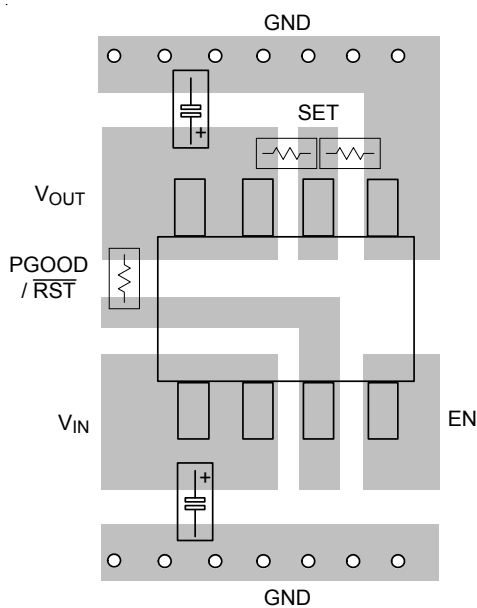 GND
+
SET
VOUT
PGOOD
/ RST
VIN
EN
+
GND